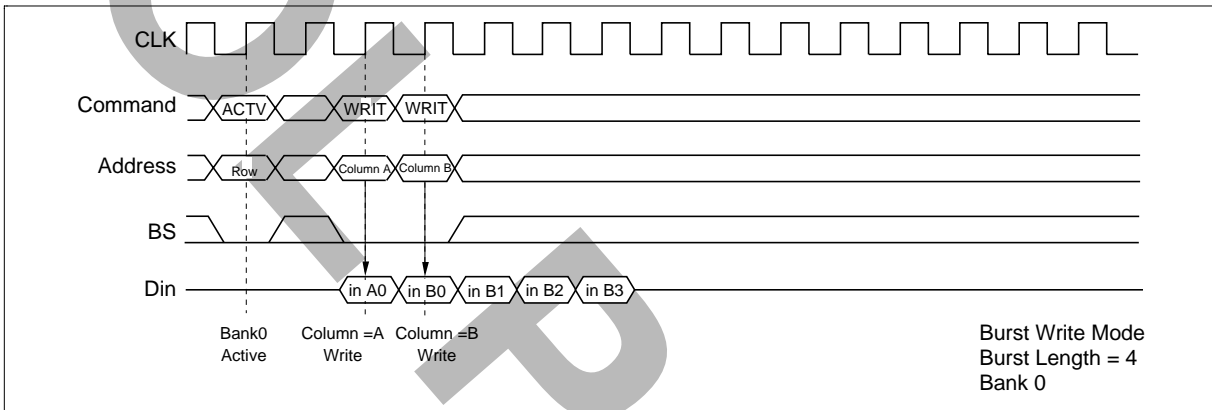 CLK
Command ACTV WRIT WRIT
Address Row Column A Column B
BS
Din in A0 in B0 in B1 in B2 in B3
Bank0 Column =A Column =B
Active Write Write
Burst Write Mode
Burst Length = 4
Bank 0